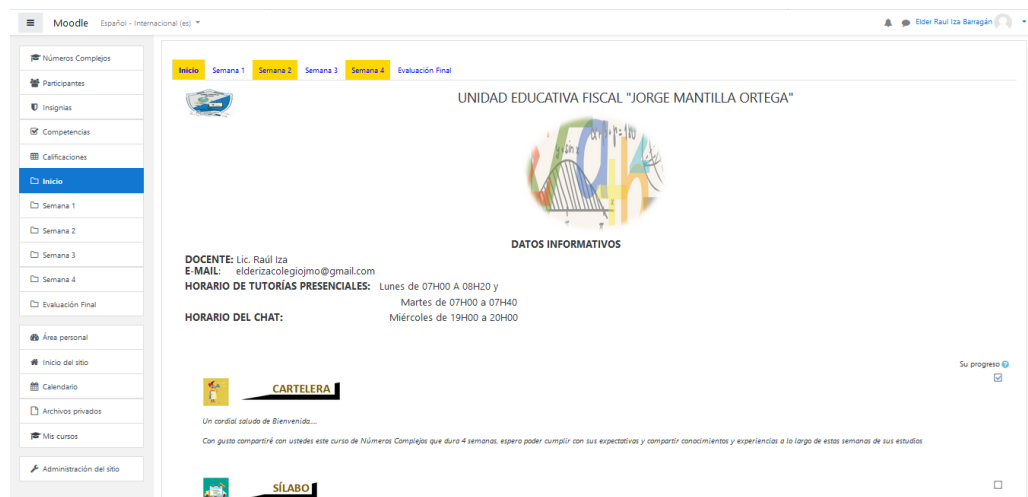 Moodle Español - Internacional (es)
Elder Raul Iza Barragán
Números Complejos
Participantes
Insignias
Competencias
Calificaciones
Inicio
Semana 1
Semana 2
Semana 3
Semana 4
Evaluación Final
Área personal
Inicio del sitio
Calendario
Archivos privados
Mis cursos
Administración del sitio
Inicio Semana 1 Semana 2 Semana 3 Semana 4 Evaluación Final
UNIDAD EDUCATIVA FISCAL "JORGE MANTILLA ORTEGA"
DATOS INFORMATIVOS
DOCENTE: Lic. Raúl Iza
E-MAIL: elderizacolegiojmo@gmail.com
HORARIO DE TUTORÍAS PRESENCIALES: Lunes de 07H00 A 08H20 y
Martes de 07H00 a 07H40
HORARIO DEL CHAT: Miércoles de 19H00 a 20H00
Su progreso
CARTELERA
Un cordial saludo de Bienvenida....
Con gusto compartiré con ustedes este curso de Números Complejos que dura 4 semanas, espero poder cumplir con sus expectativas y compartir conocimientos y experiencias a lo largo de estas semanas de sus estudios
SÍLABO